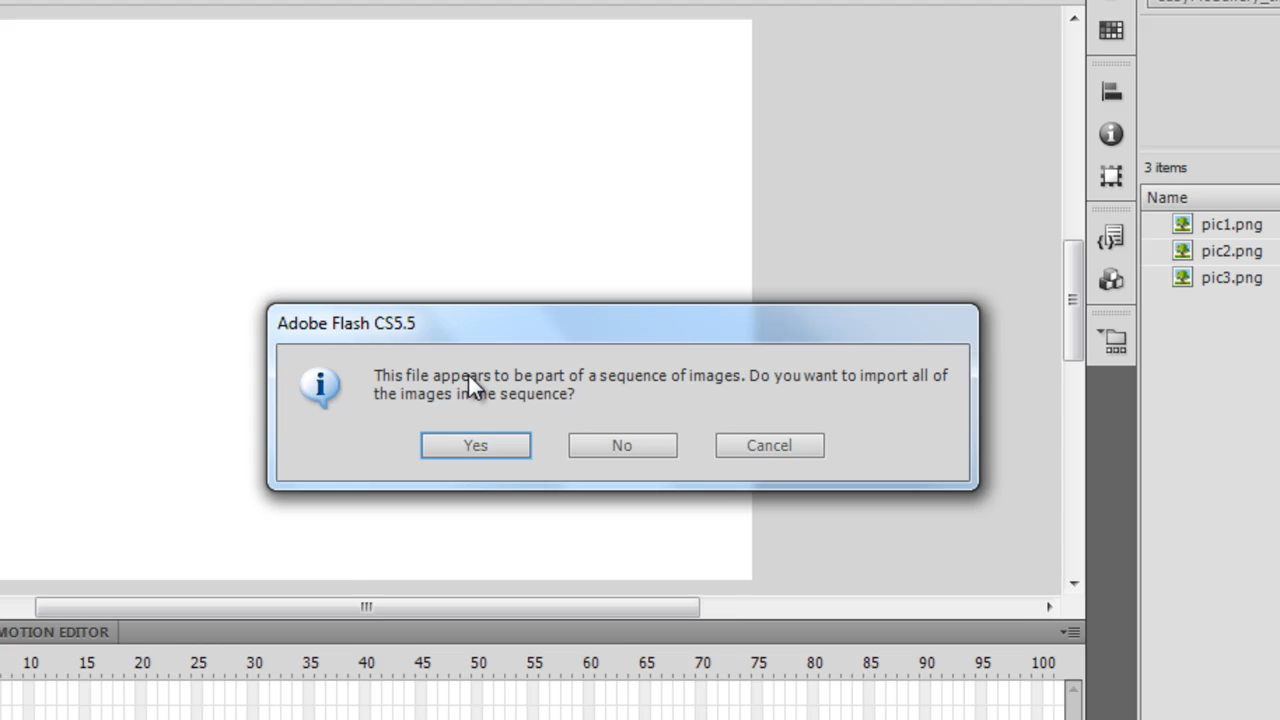 3 items
Name
pic1.png
pic2.png
pic3.png
Adobe Flash CS5.5
This file appears to be part of a sequence of images. Do you want to import all of
the images in the sequence?
Yes No Cancel
MOTION EDITOR
10 15 20 25 30 35 40 45 50 55 60 65 70 75 80 85 90 95 100